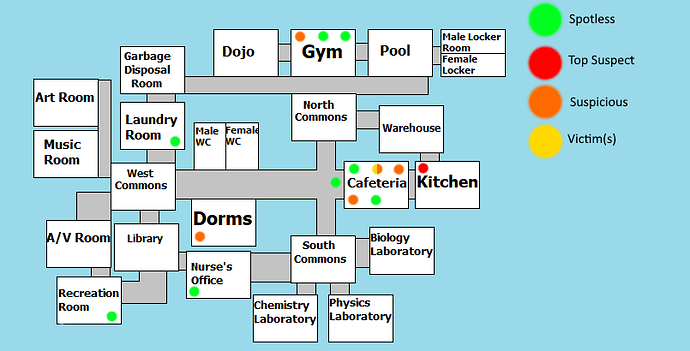 Dojo
Gym
Pool
Male Locker
Room
Female
Locker
Garbage
Disposal
Room
Art Room
Music
Room
Laundry
Room
Male
WC
Female
WC
North
Commons
Warehouse
West
Commons
Cafeteria
Kitchen
Dorms
A/V Room
Library
Nurse's
Office
South
Commons
Biology
Laboratory
Recreation
Room
Chemistry
Laboratory
Physics
Laboratory
Spotless
Top Suspect
Suspicious
Victim(s)